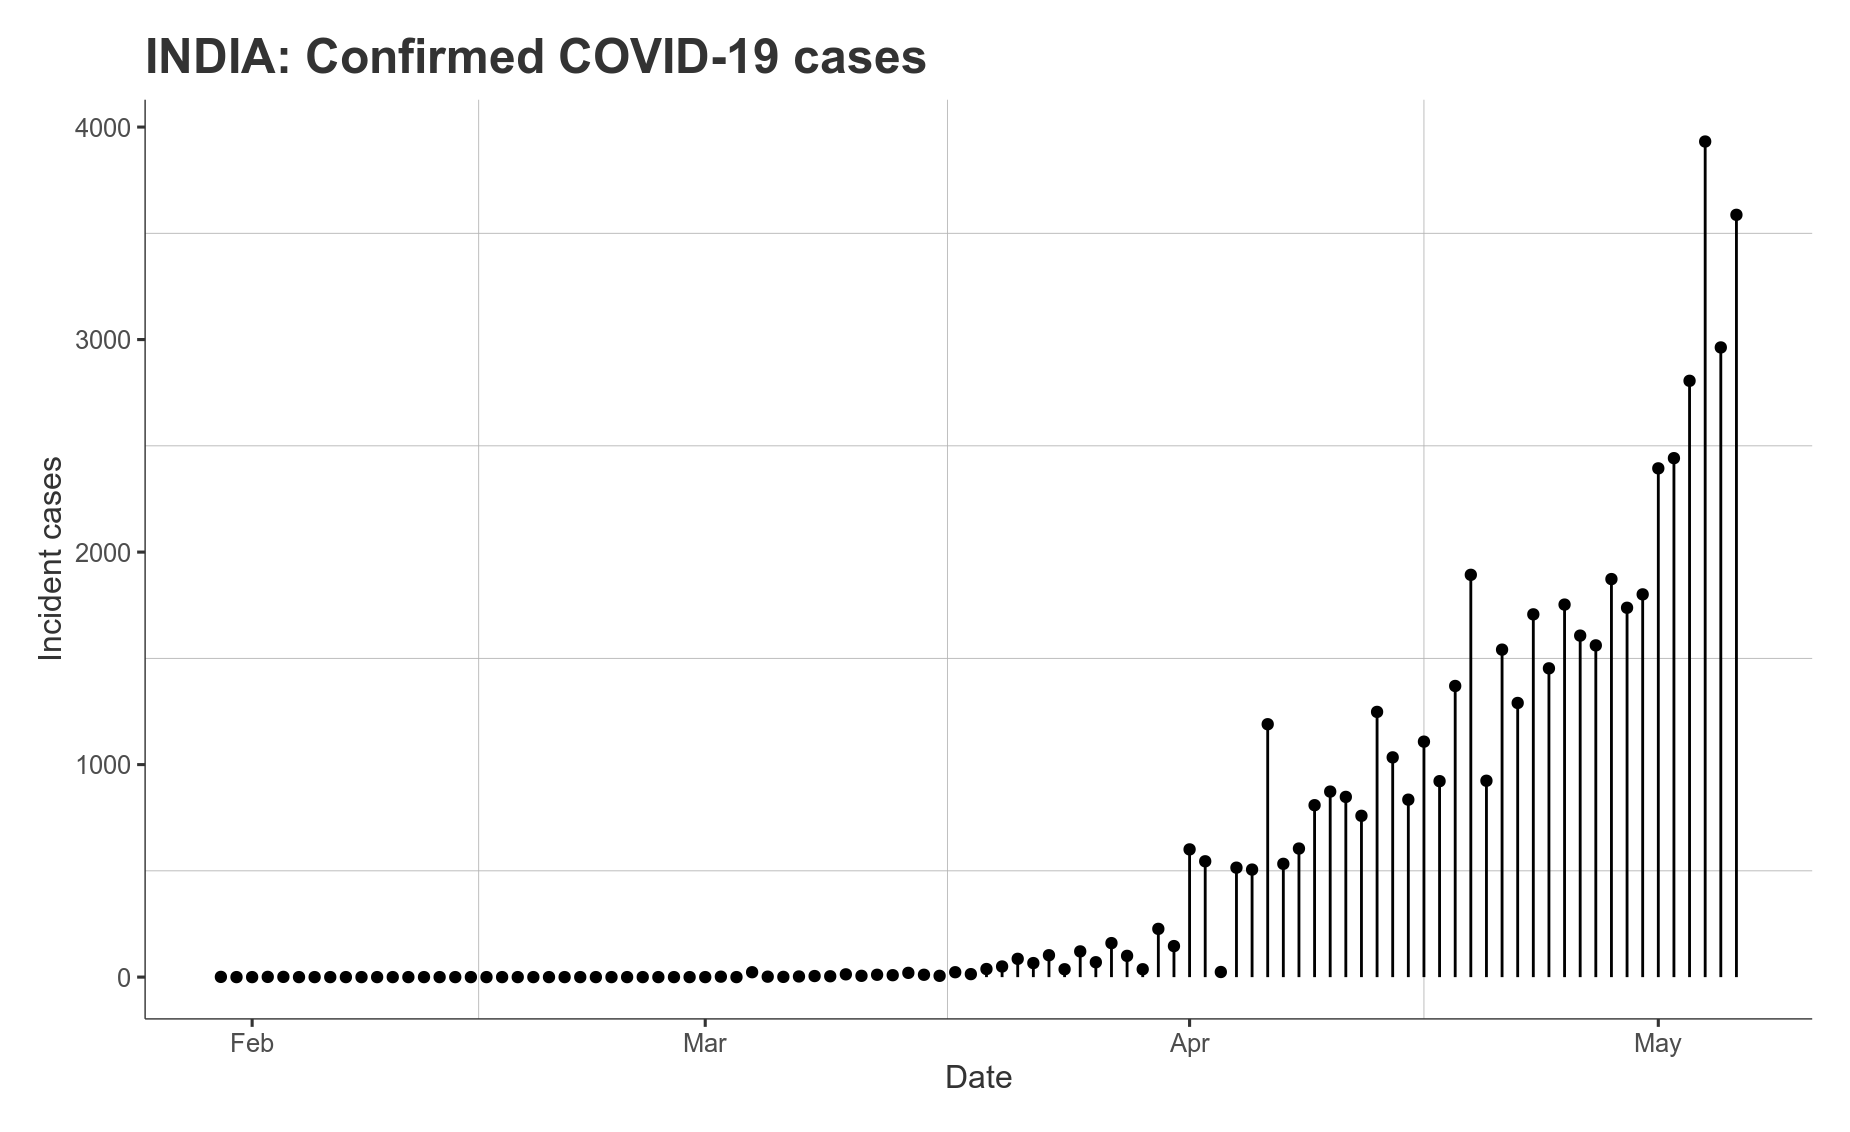 INDIA: Confirmed COVID-19 cases
4000
3000
2000
1000
0
Incident cases
Feb Mar Apr May
Date